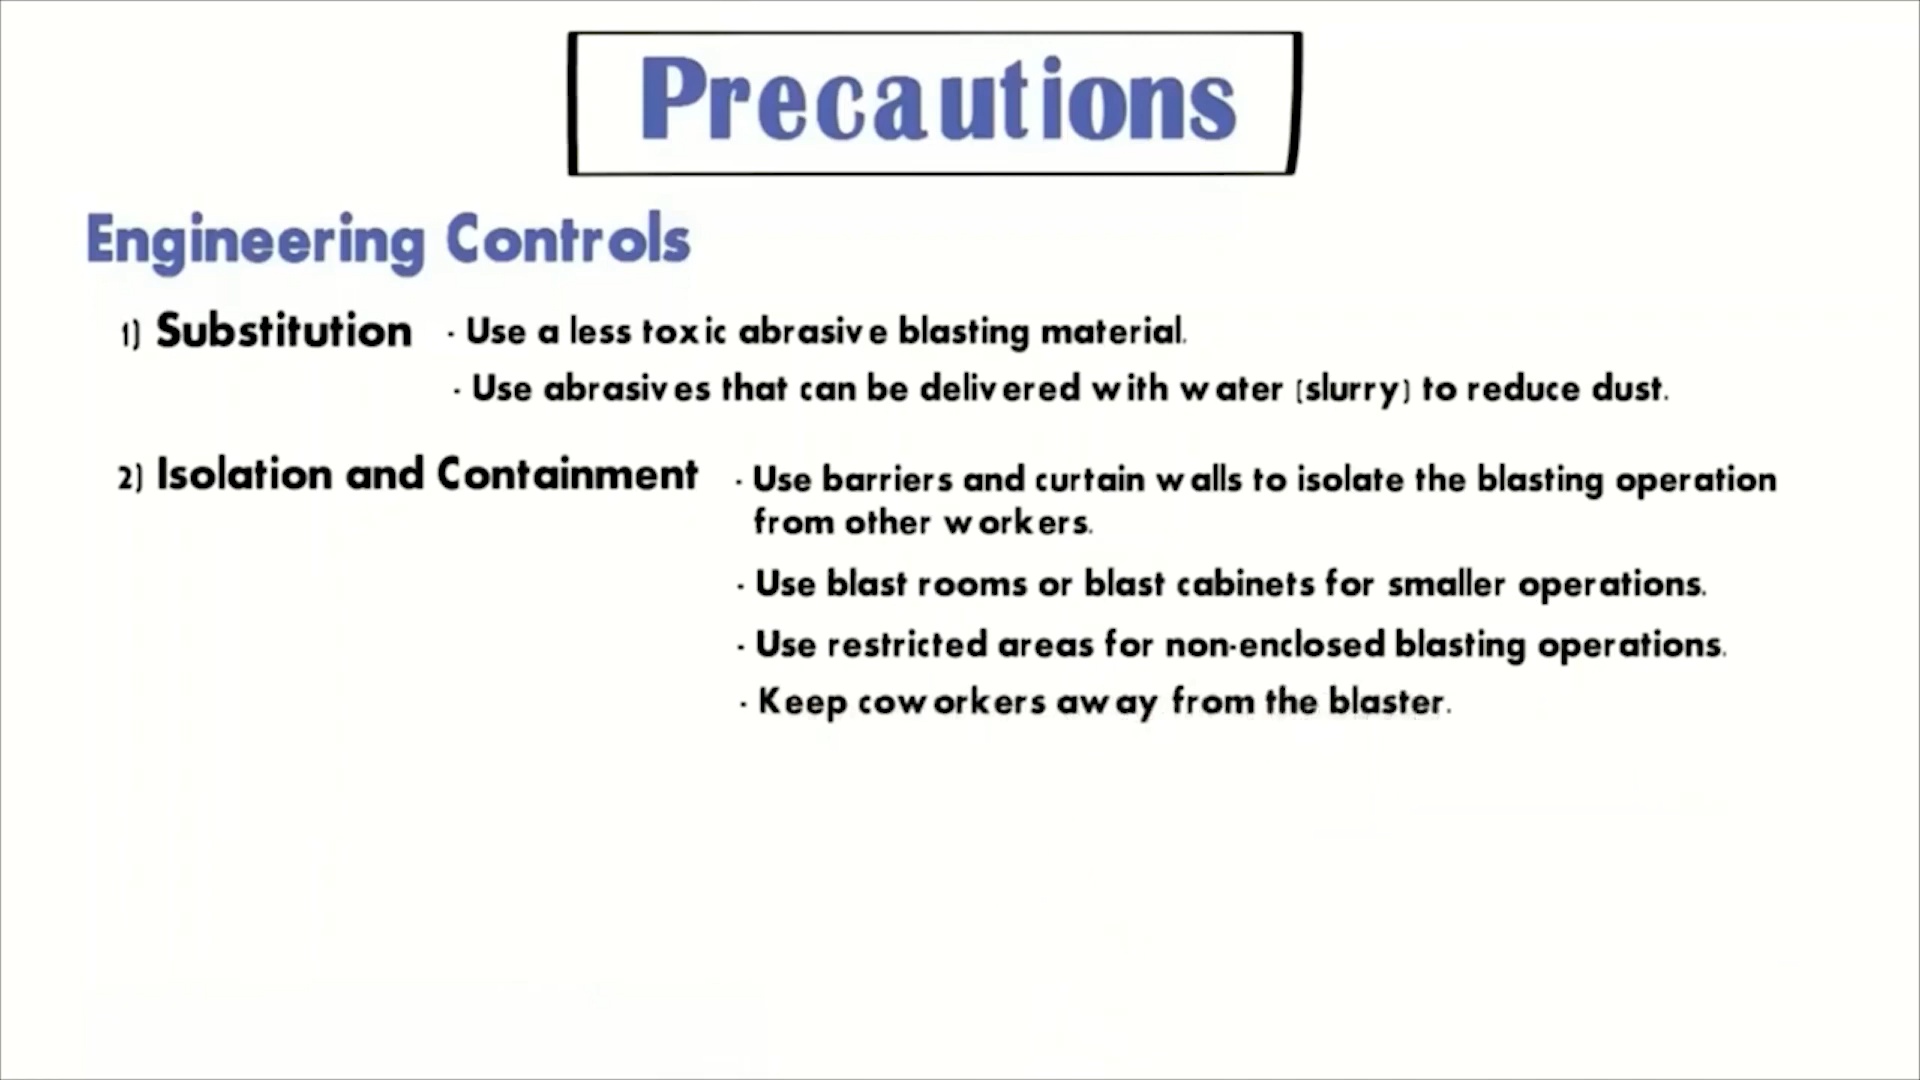 Precautions
Engineering Controls
1) Substitution · Use a less toxic abrasive blasting material.
· Use abrasives that can be delivered with water (slurry) to reduce dust.
2) Isolation and Containment · Use barriers and curtain walls to isolate the blasting operation
from other workers.
· Use blast rooms or blast cabinets for smaller operations.
· Use restricted areas for non-enclosed blasting operations.
· Keep coworkers away from the blaster.